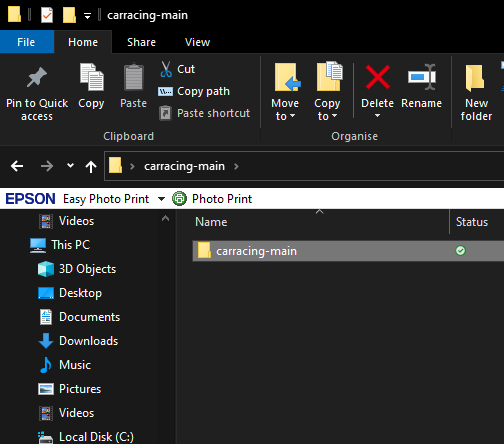 carracing-main
File Home Share View
Pin to Quick access
Copy
Paste
Cut
Copy path
Paste shortcut
Clipboard
Move to
Copy to
Delete
Rename
Organise
New folder
carracing-main
EPSON Easy Photo Print Photo Print
Videos
This PC
3D Objects
Desktop
Documents
Downloads
Music
Pictures
Videos
Local Disk (C:)
Name Status
carracing-main